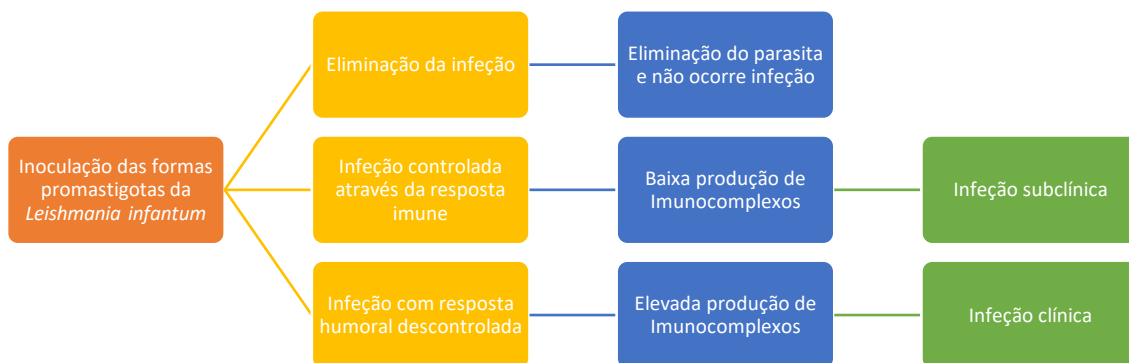 Eliminação da infeção
Eliminação do parasita
e não ocorre infeção
Inoculação das formas
promastigotas da
Leishmania infantum
Infeção controlada
através da resposta
imune
Baixa produção de
Imunocomplexos
Infeção subclínica
Infeção com resposta
humoral descontrolada
Elevada produção de
Imunocomplexos
Infeção clínica